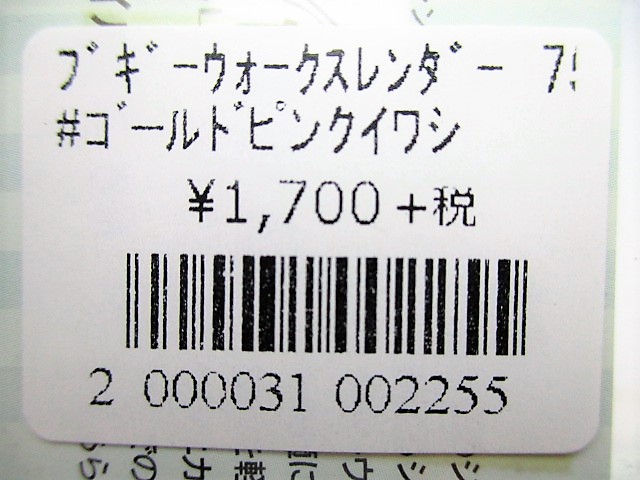 ブギーウォークスレンダー 7
#ゴールドピンクイワシ
¥1,700+税
2 000031 002255